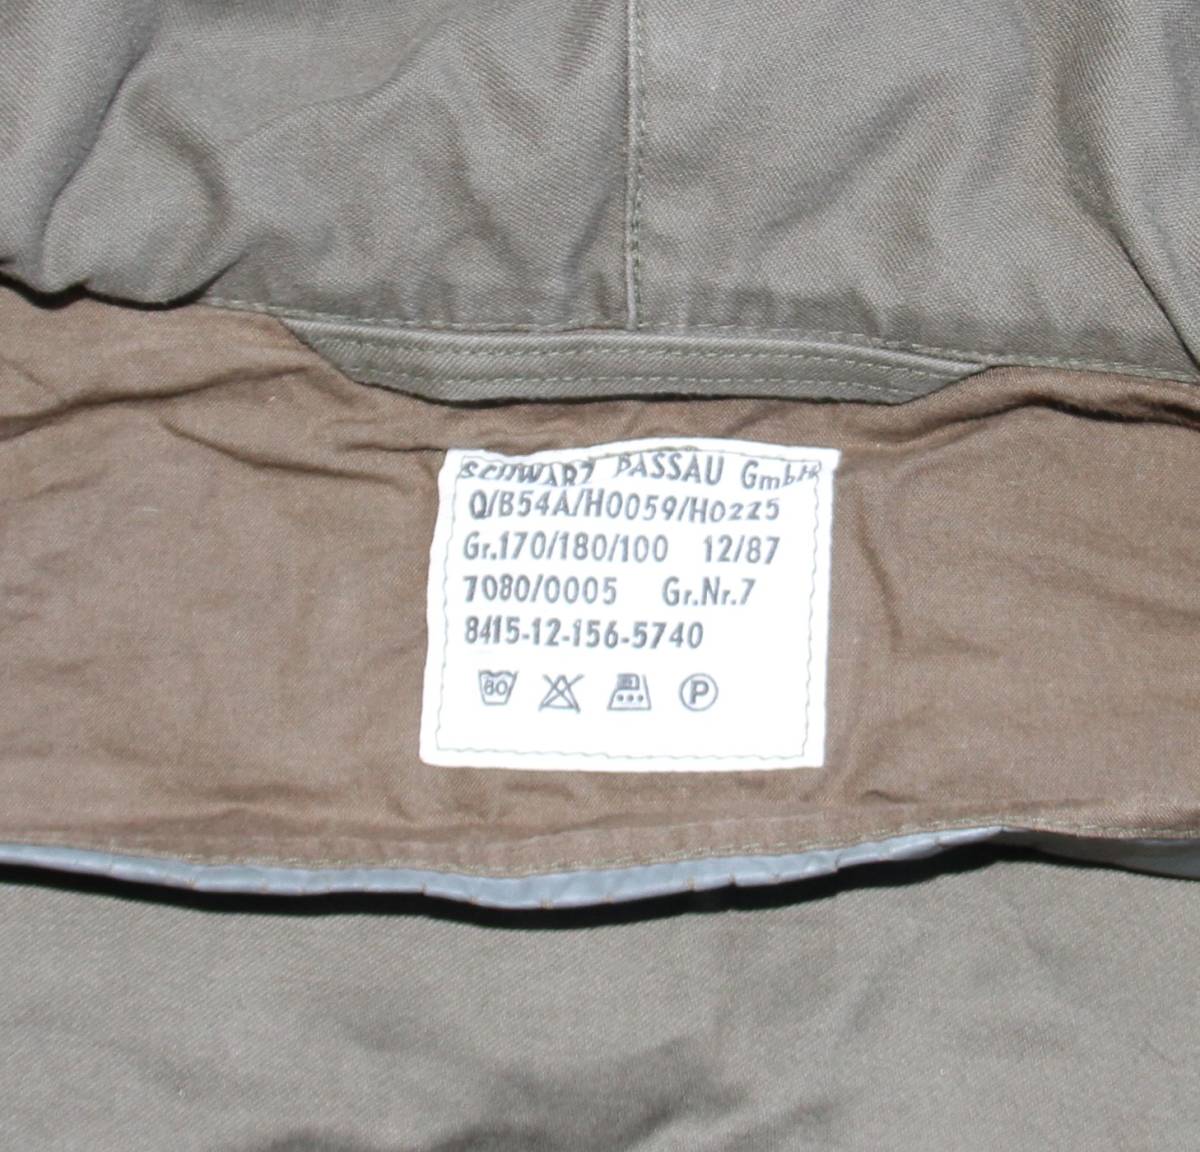 SCHWARZ PASSAU GmbH
Q/B54A/H0059/H0225
Gr.170/180/100 12/87
7080/0005 Gr.Nr.7
8415-12-156-5740
60 P